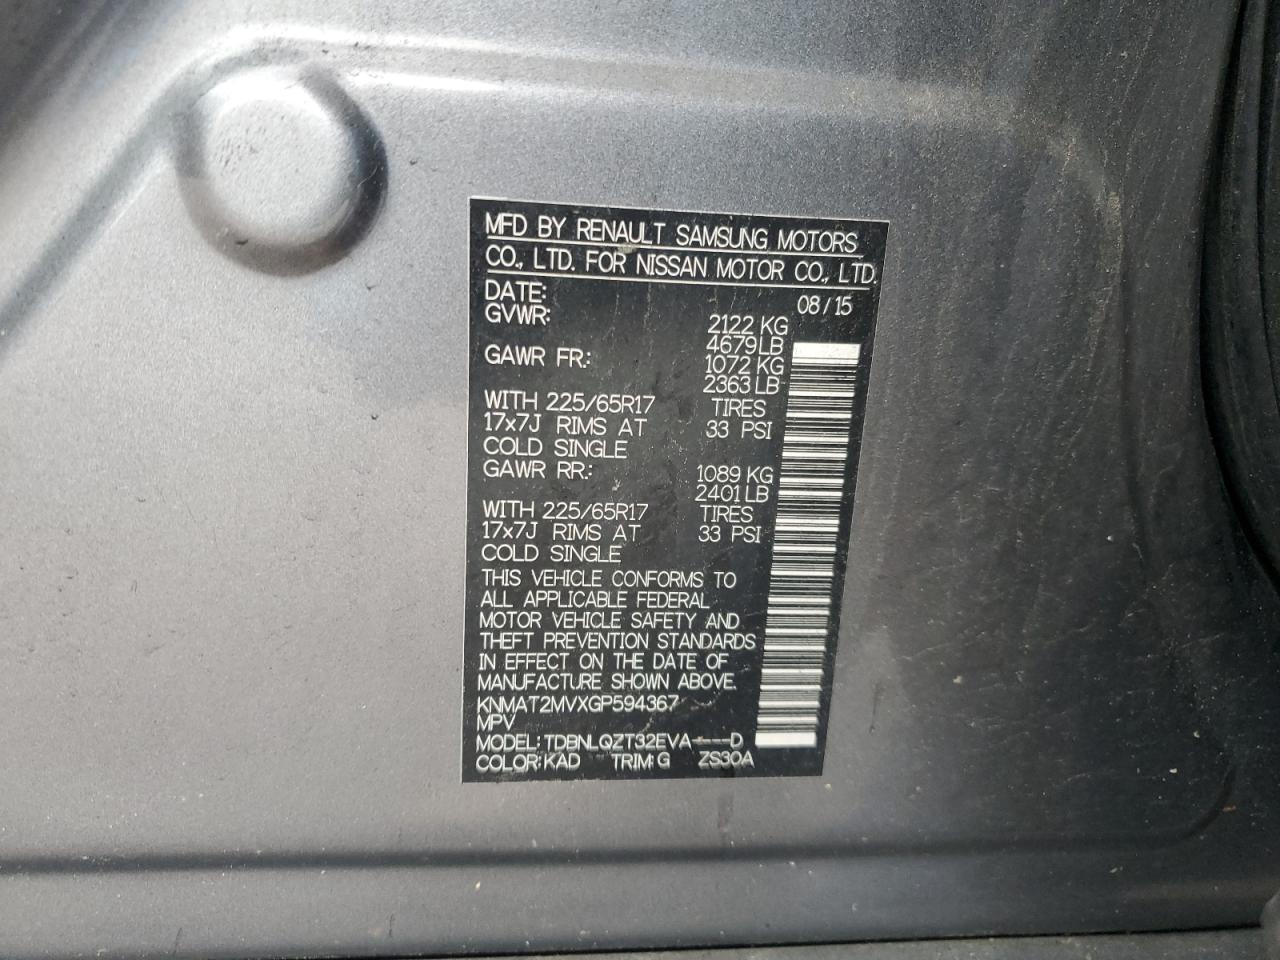 MFD BY RENAULT SAMSUNG MOTORS
CO., LTD. FOR NISSAN MOTOR CO., LTD.
DATE: 08/15
GVWR: 2122 KG
4679 LB
GAWR FR: 1072 KG
2363 LB
WITH 225/65R17 TIRES
17x7J RIMS AT 33 PSI
COLD SINGLE
GAWR RR: 1089 KG
2401 LB
WITH 225/65R17 TIRES
17x7J RIMS AT 33 PSI
COLD SINGLE
THIS VEHICLE CONFORMS TO
ALL APPLICABLE FEDERAL
MOTOR VEHICLE SAFETY AND
THEFT PREVENTION STANDARDS
IN EFFECT ON THE DATE OF
MANUFACTURE SHOWN ABOVE.
KNMAT2MVXGP594367
MPV
MODEL: TDBNLQZT32EVA----D
COLOR: KAD TRIM: G ZS30A